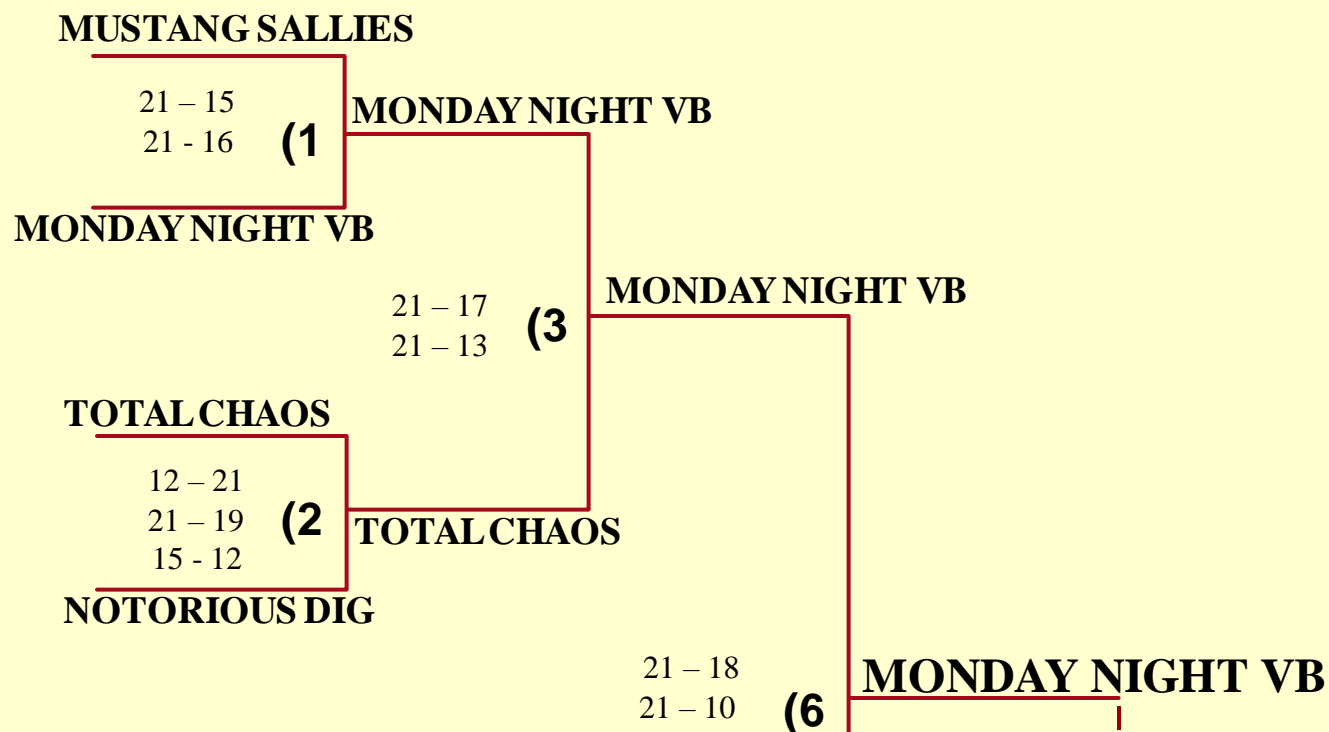 MUSTANG SALLIES
21 – 15
21 - 16
(1
MONDAY NIGHT VB
MONDAY NIGHT VB
21 – 17
21 – 13
(3
MONDAY NIGHT VB
TOTAL CHAOS
12 – 21
21 – 19
15 - 12
(2
TOTAL CHAOS
NOTORIOUS DIG
21 – 18
21 – 10
(6
MONDAY NIGHT VB